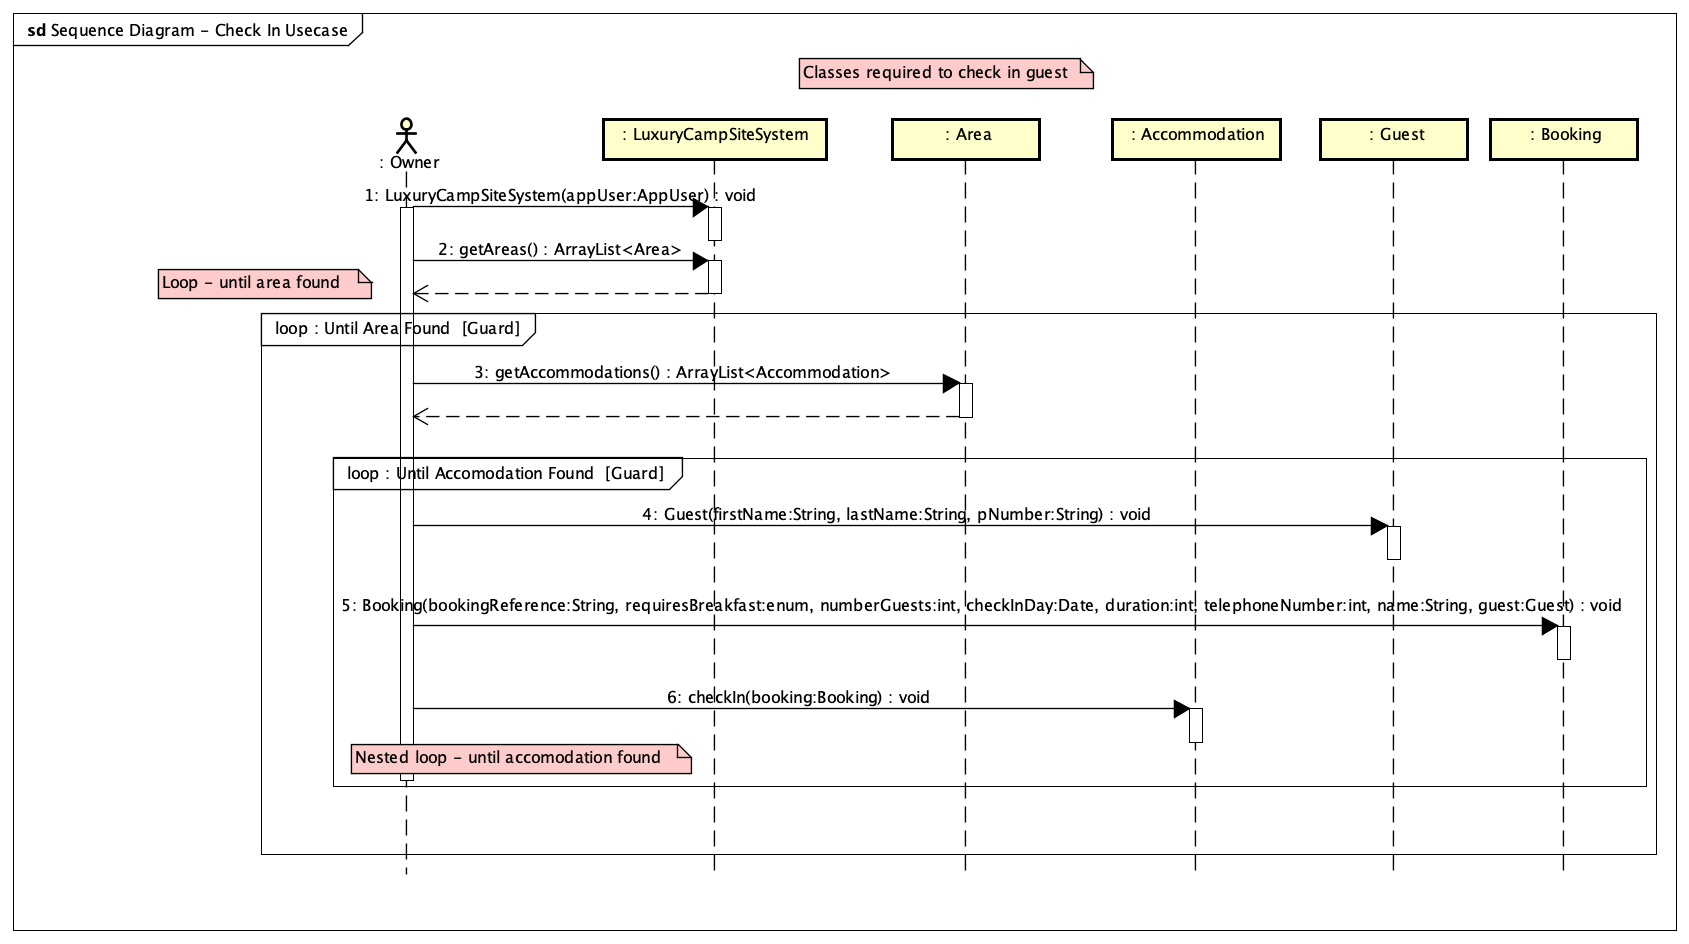 sd Sequence Diagram – Check In Usecase
Classes required to check in guest
: Owner
: LuxuryCampSiteSystem
: Area
: Accommodation
: Guest
: Booking
1: LuxuryCampSiteSystem(appUser:AppUser) : void
2: getAreas() : ArrayList<Area>
Loop – until area found
loop : Until Area Found [Guard]
3: getAccommodations() : ArrayList<Accommodation>
loop : Until Accomodation Found [Guard]
4: Guest(firstName:String, lastName:String, pNumber:String) : void
5: Booking(bookingReference:String, requiresBreakfast:enum, numberGuests:int, checkInDay:Date, duration:int, telephoneNumber:int, name:String, guest:Guest) : void
6: checkIn(booking:Booking) : void
Nested loop – until accomodation found